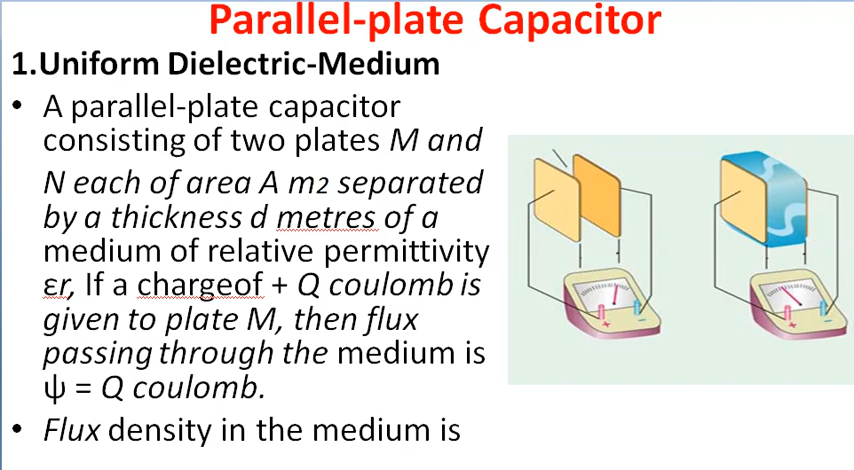 Parallel-plate Capacitor
1.Uniform Dielectric-Medium
• A parallel-plate capacitor
consisting of two plates M and
N each of area A m2 separated
by a thickness d metres of a
medium of relative permittivity
εr, If a chargeof + Q coulomb is
given to plate M, then flux
passing through the medium is
ψ = Q coulomb.
• Flux density in the medium is
+ -
+ -